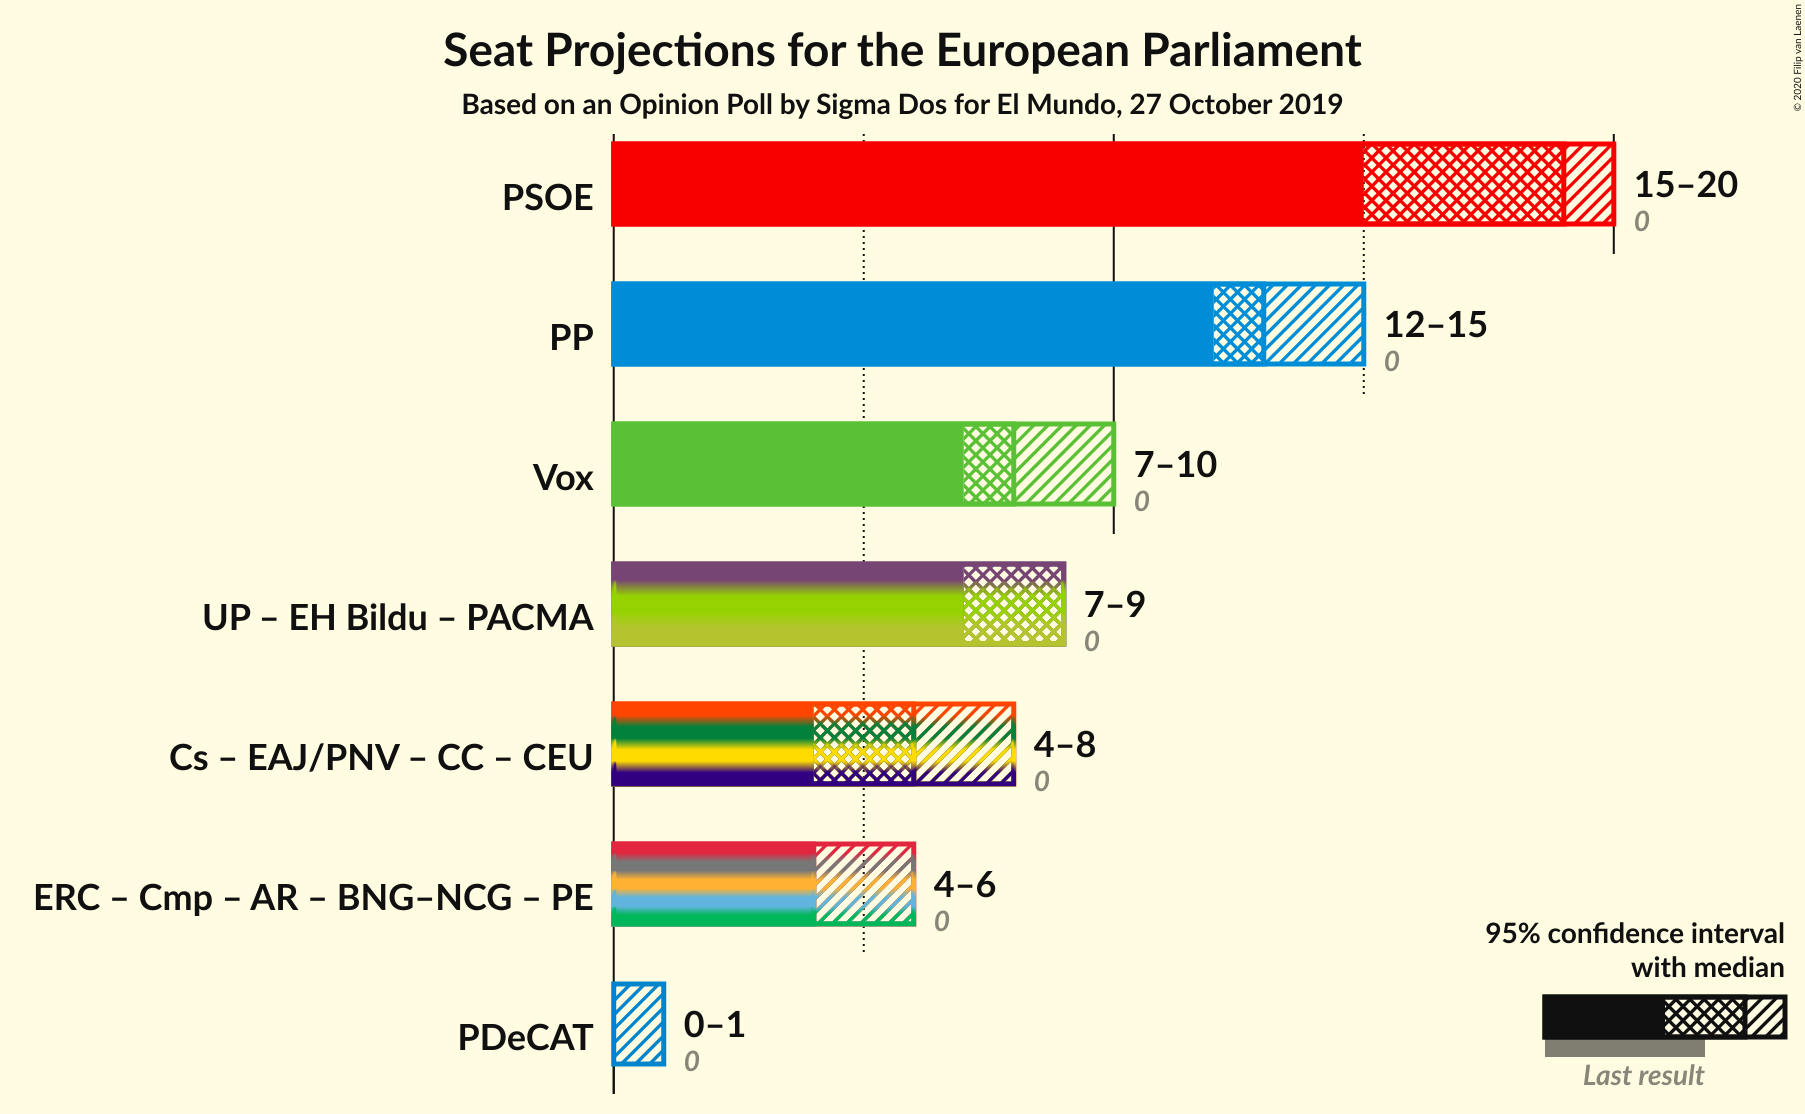 Seat Projections for the European Parliament
Based on an Opinion Poll by Sigma Dos for El Mundo, 27 October 2019
© 2020 Filip van Laenen
PSOE
15–20
0
PP
12–15
0
Vox
7–10
0
UP – EH Bildu – PACMA
7–9
0
Cs – EAJ/PNV – CC – CEU
4–8
0
ERC – Cmp – AR – BNG–NCG – PE
4–6
0
PDeCAT
0–1
0
95% confidence interval
with median
Last result